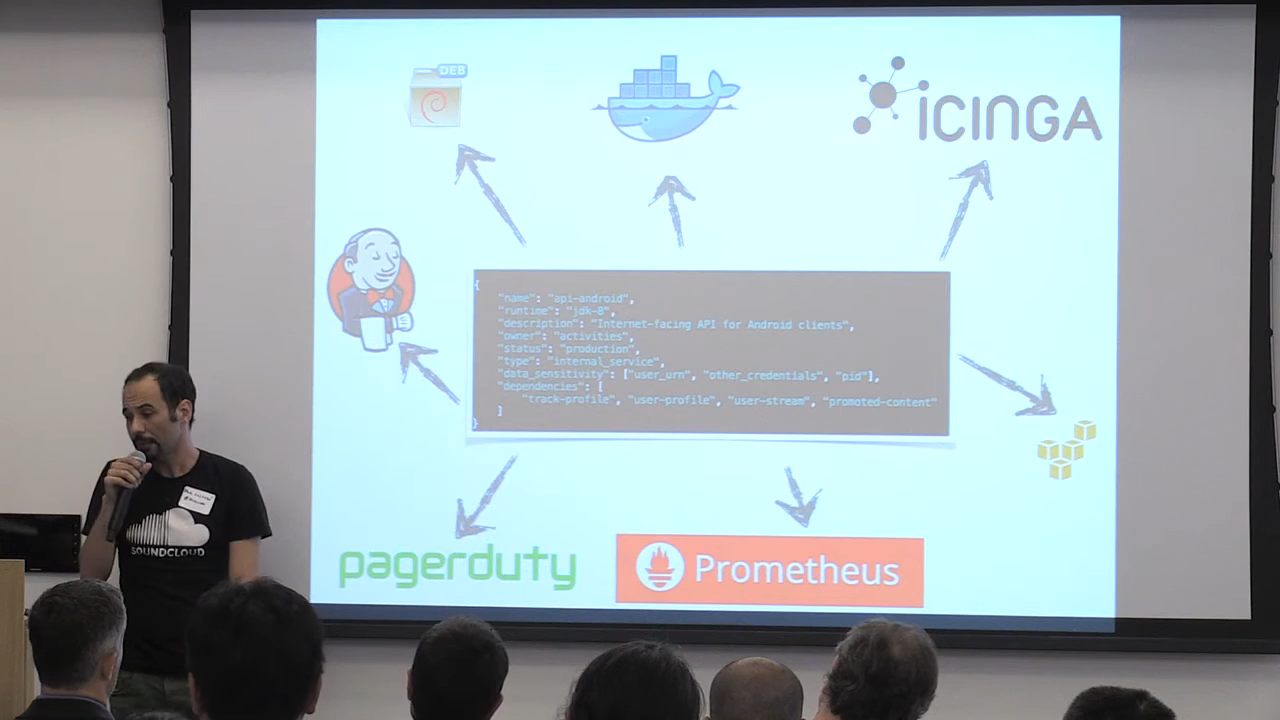 DEB
ICINGA
{
"name": "api-android",
"runtime": "jdk-8",
"description": "Internet-facing API for Android clients",
"owner": "activities",
"status": "production",
"type": "internal_service",
"data_sensitivity": ["user_urn", "other_credentials", "pid"],
"dependencies": [
"track-profile", "user-profile", "user-stream", "promoted-content"
]
}
pagerduty
Prometheus
SOUNDCLOUD